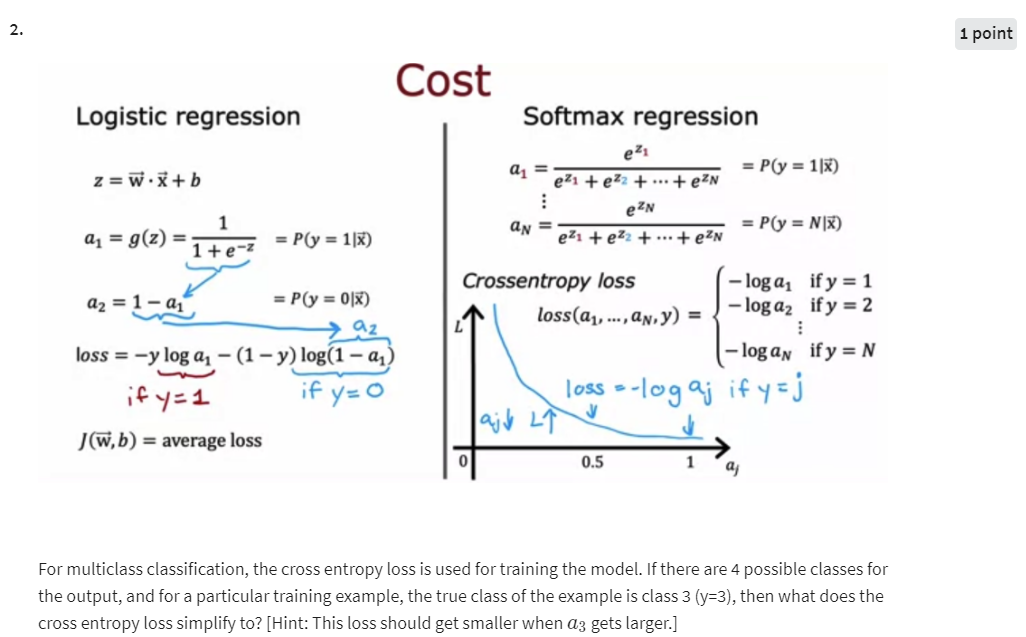 2.
1 point
Cost
Logistic regression
z = w⃗ · x⃗ + b
a₁ = g(z) = 1 / (1 + e^−z) = P(y = 1|x⃗)
a₂ = 1 − a₁ = P(y = 0|x⃗)
a₂
loss = −y log a₁ − (1 − y) log(1 − a₁)
if y=1
if y=0
J(w⃗, b) = average loss
Softmax regression
a₁ = e^z₁ / (e^z₁ + e^z₂ + ⋯ + e^z_N) = P(y = 1|x⃗)
⋮
a_N = e^z_N / (e^z₁ + e^z₂ + ⋯ + e^z_N) = P(y = N|x⃗)
Crossentropy loss
loss(a₁, …, a_N, y) = { −log a₁ if y = 1
−log a₂ if y = 2
⋮
−log a_N if y = N
L
loss = -log aj if y=j
aj↓ L↑
0 0.5 1 aj
For multiclass classification, the cross entropy loss is used for training the model. If there are 4 possible classes for
the output, and for a particular training example, the true class of the example is class 3 (y=3), then what does the
cross entropy loss simplify to? [Hint: This loss should get smaller when a₃ gets larger.]